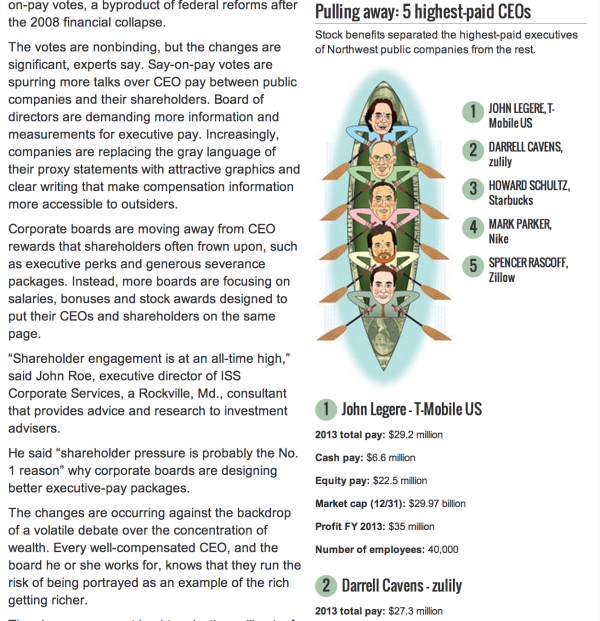 on-pay votes, a byproduct of federal reforms after
the 2008 financial collapse.
The votes are nonbinding, but the changes are
significant, experts say. Say-on-pay votes are
spurring more talks over CEO pay between public
companies and their shareholders. Board of
directors are demanding more information and
measurements for executive pay. Increasingly,
companies are replacing the gray language of
their proxy statements with attractive graphics and
clear writing that make compensation information
more accessible to outsiders.
Corporate boards are moving away from CEO
rewards that shareholders often frown upon, such
as executive perks and generous severance
packages. Instead, more boards are focusing on
salaries, bonuses and stock awards designed to
put their CEOs and shareholders on the same
page.
“Shareholder engagement is at an all-time high,”
said John Roe, executive director of ISS
Corporate Services, a Rockville, Md., consultant
that provides advice and research to investment
advisers.
He said “shareholder pressure is probably the No.
1 reason” why corporate boards are designing
better executive-pay packages.
The changes are occurring against the backdrop
of a volatile debate over the concentration of
wealth. Every well-compensated CEO, and the
board he or she works for, knows that they run the
risk of being portrayed as an example of the rich
getting richer.
Pulling away: 5 highest-paid CEOs
Stock benefits separated the highest-paid executives
of Northwest public companies from the rest.
1 JOHN LEGERE, T-
Mobile US
2 DARRELL CAVENS,
zulily
3 HOWARD SCHULTZ,
Starbucks
4 MARK PARKER,
Nike
5 SPENCER RASCOFF,
Zillow
1 John Legere - T-Mobile US
2013 total pay: $29.2 million
Cash pay: $6.6 million
Equity pay: $22.5 million
Market cap (12/31): $29.97 billion
Profit FY 2013: $35 million
Number of employees: 40,000
2 Darrell Cavens - zulily
2013 total pay: $27.3 million